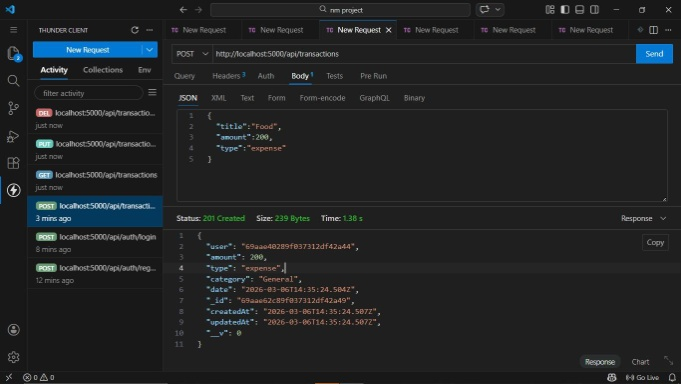 nm project
THUNDER CLIENT
New Request
Activity Collections Env
filter activity
DEL localhost:5000/api/transactio...
just now
PUT localhost:5000/api/transactio...
just now
GET localhost:5000/api/transactions
just now
POST localhost:5000/api/transacti...
3 mins ago
POST localhost:5000/api/auth/login
8 mins ago
POST localhost:5000/api/auth/reg...
12 mins ago
TC New Request TC New Request TC New Request TC New Request TC New Request TC New Request
POST http://localhost:5000/api/transactions Send
Query Headers 3 Auth Body 1 Tests Pre Run
JSON XML Text Form Form-encode GraphQL Binary
1 {
2 "title":"Food",
3 "amount":200,
4 "type":"expense"
5 }
Status: 201 Created Size: 239 Bytes Time: 1.38 s Response
1 {
2 "user": "69aae40289f037312df42a44",
3 "amount": 200,
4 "type": "expense",
5 "category": "General",
6 "date": "2026-03-06T14:35:24.504Z",
7 "_id": "69aae62c89f037312df42a49",
8 "createdAt": "2026-03-06T14:35:24.507Z",
9 "updatedAt": "2026-03-06T14:35:24.507Z",
10 "__v": 0
11 }
Copy
Response Chart
0 0 Go Live